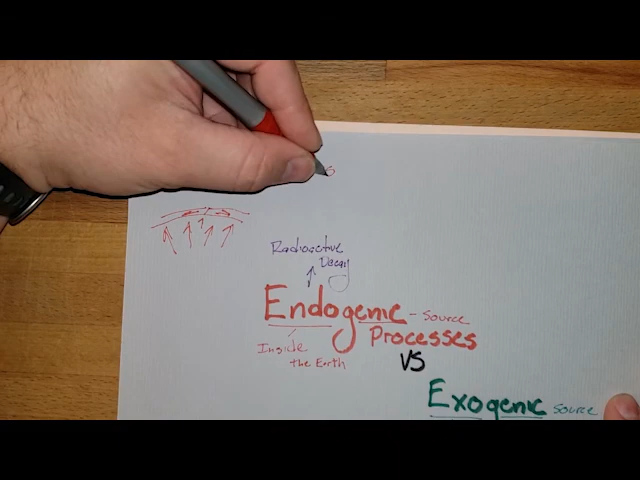 Radioactive
Decay
Endogenic - Source
Processes
Inside
the Earth
VS
Exogenic Source